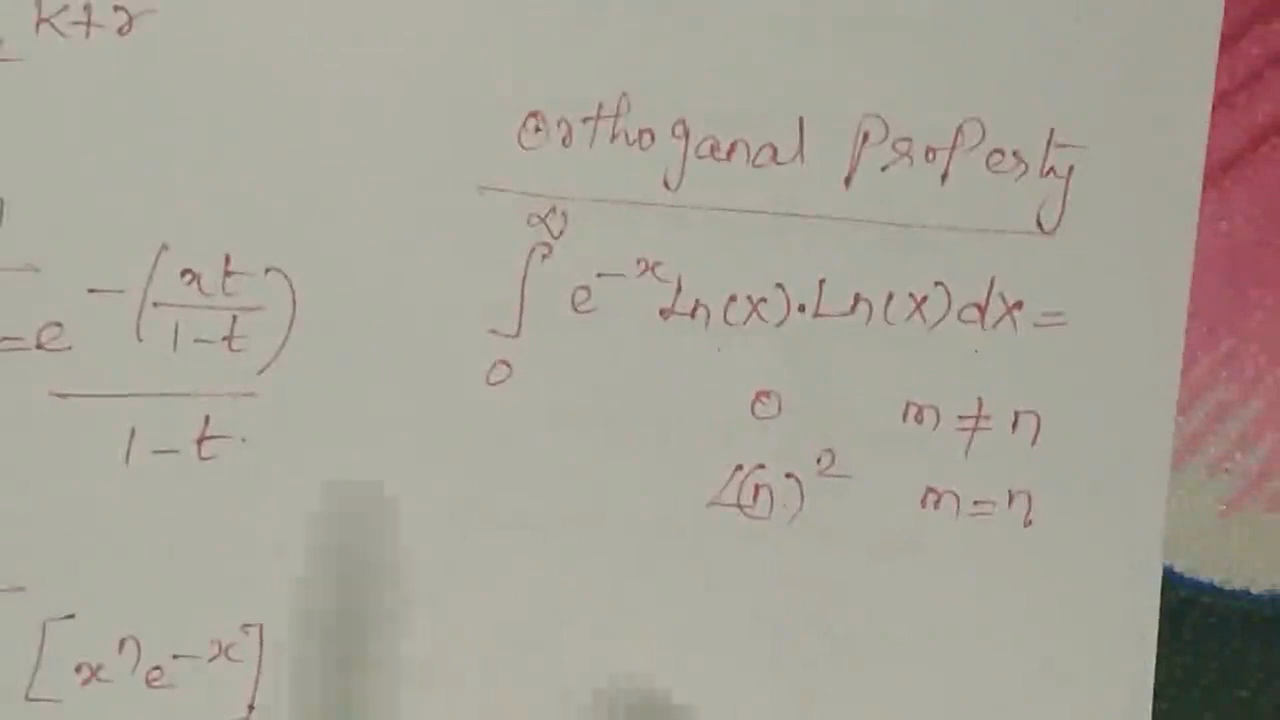 k+r
Orthoganal Property
∫₀^∞ e^-x Ln(x).Ln(x)dx=
=e^-(xt/1-t)
1-t.
0 m≠n
(n)² m=n
[xⁿe^-x]